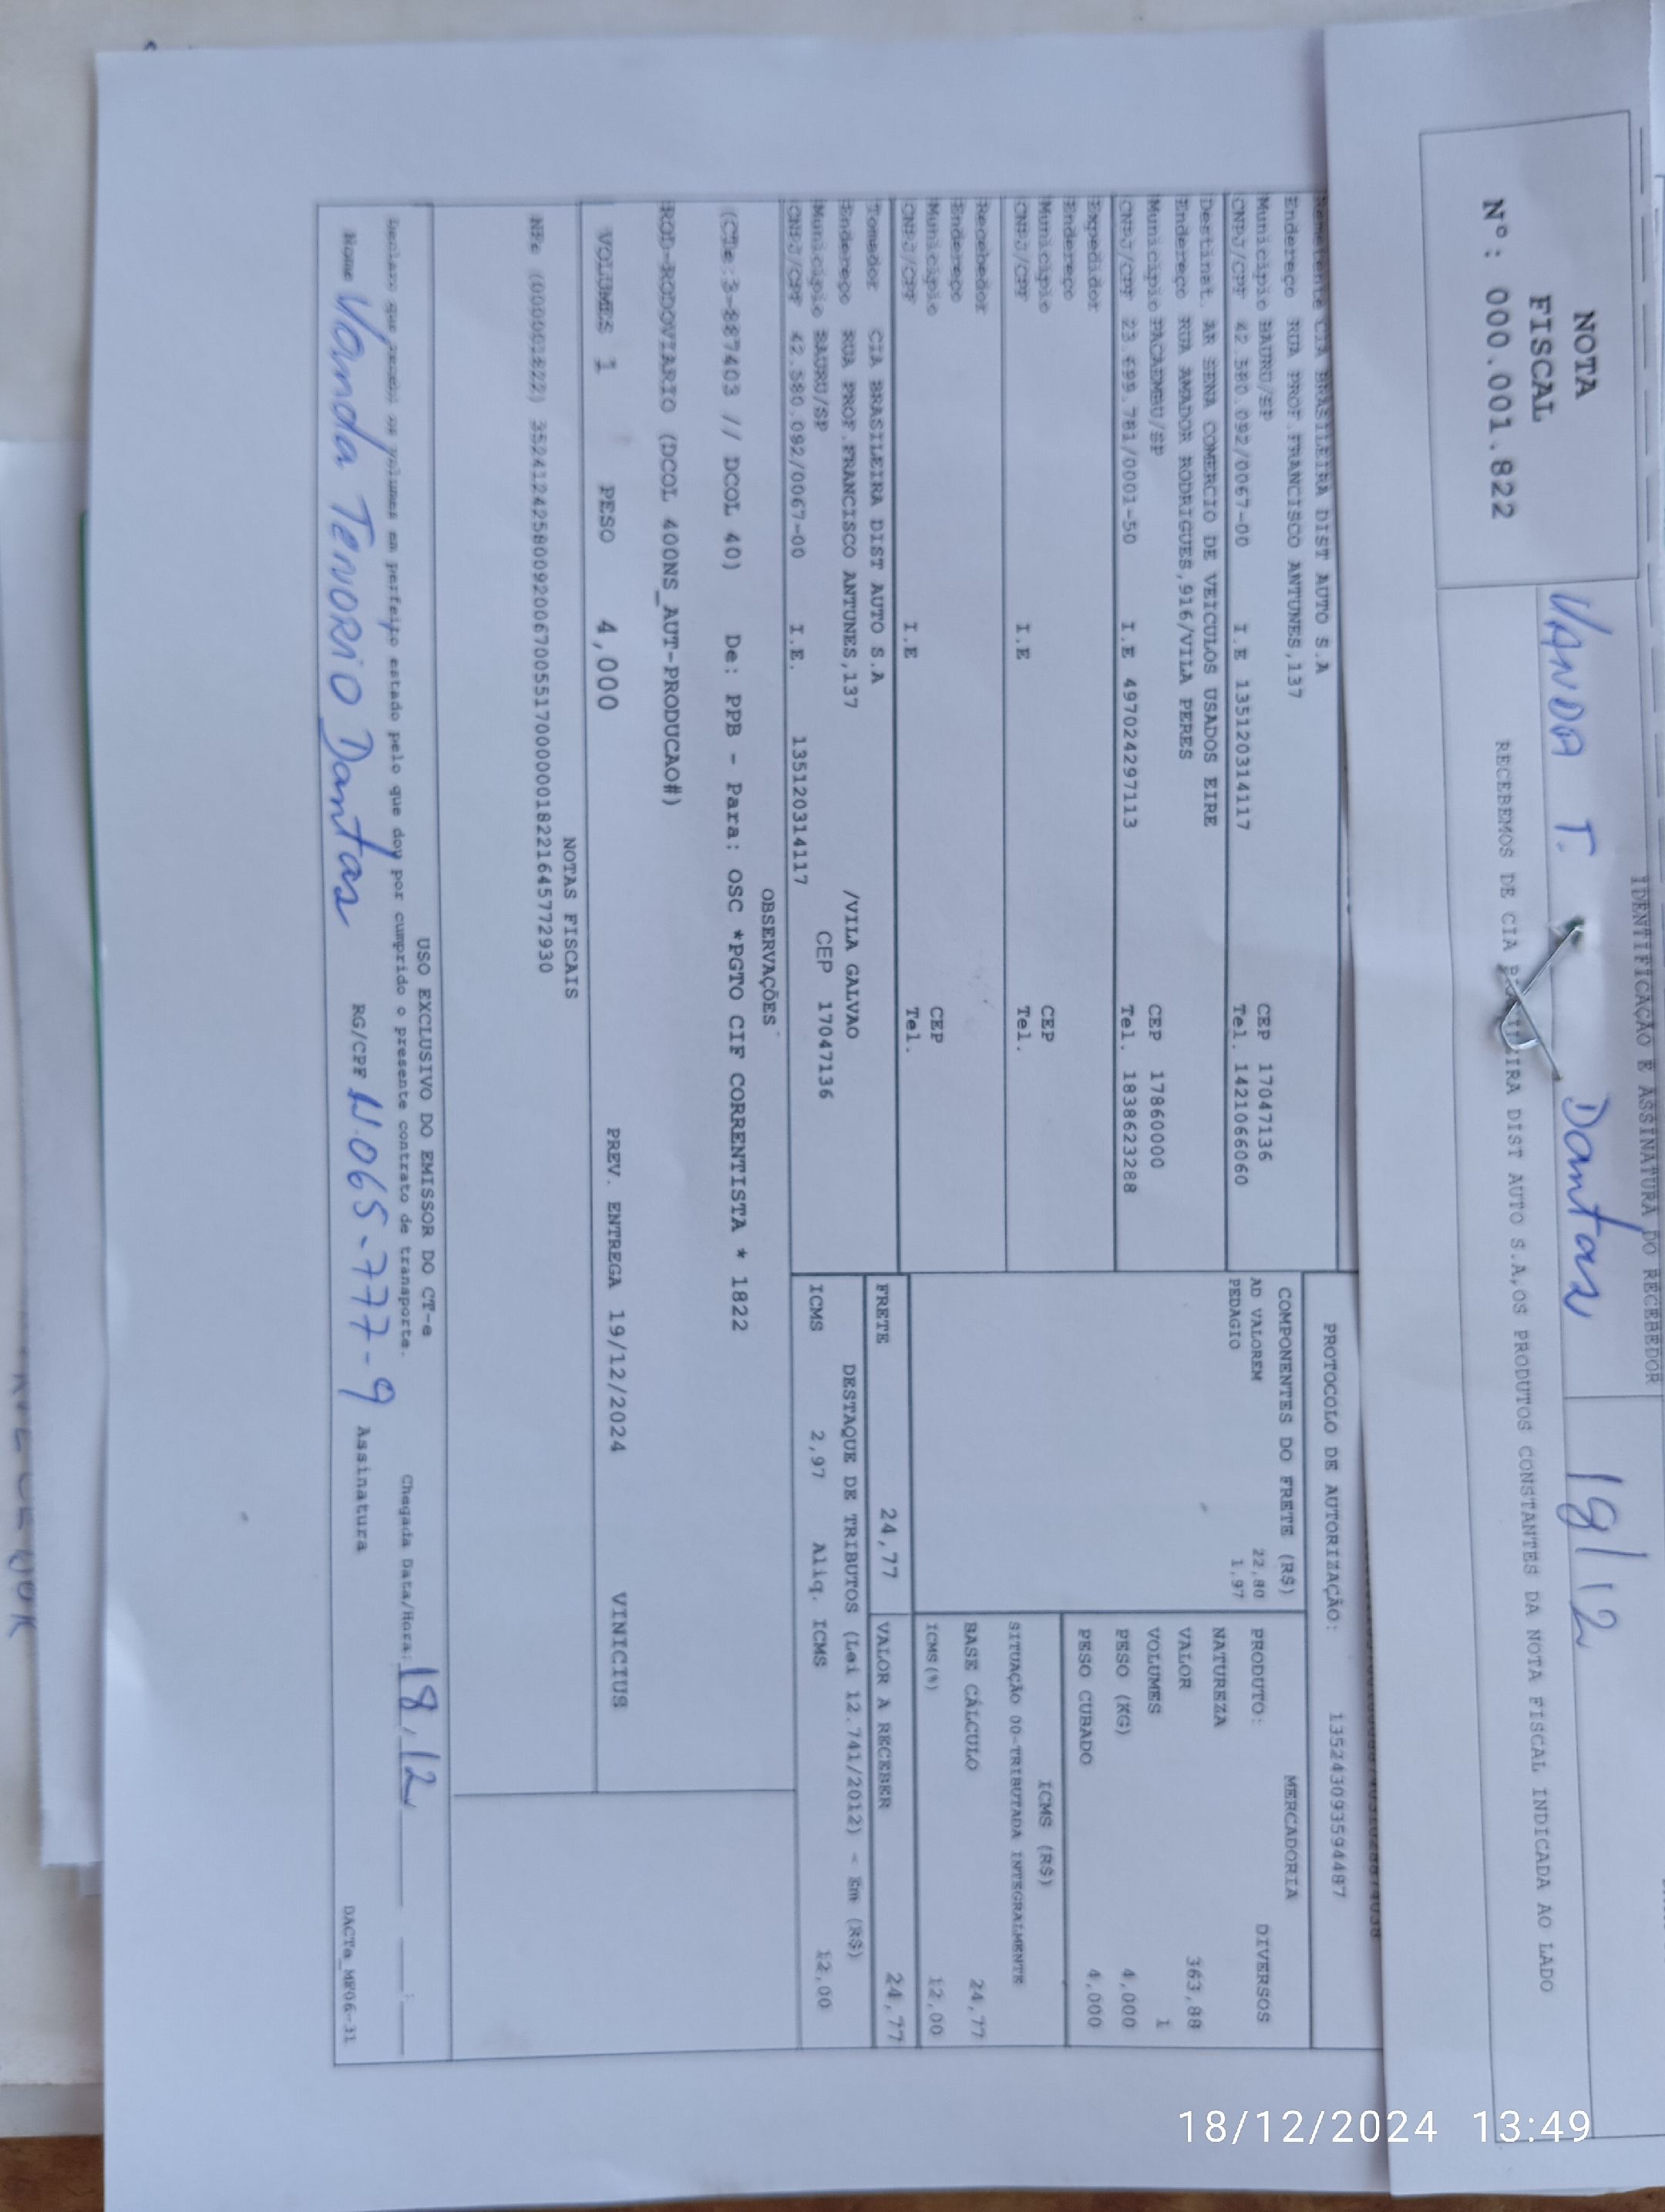 IDENTIFICAÇÃO E ASSINATURA DO RECEBEDOR
NOTA
FISCAL
Nº: 000.001.822
VANDA T. Dantas 18/12
RECEBEMOS DE CIA BRASILEIRA DIST AUTO S.A, OS PRODUTOS CONSTANTES DA NOTA FISCAL INDICADA AO LADO
PROTOCOLO DE AUTORIZAÇÃO: 135243093594487
Remetente CIA BRASILEIRA DIST AUTO S.A
Endereço RUA PROF.FRANCISCO ANTUNES,137
Município BAURU/SP CEP 17047136
CNPJ/CPF 42.580.092/0067-00 I.E 135120314117 Tel. 1421066060
Destinat. AR SENA COMERCIO DE VEICULOS USADOS EIRE
Endereço RUA AMADOR RODRIGUES,916/VILA PERES
Município PACAEMBU/SP CEP 17860000
CNPJ/CPF 23.699.781/0001-50 I.E 497024297113 Tel. 1838623288
Expedidor
Endereço
Município CEP
CNPJ/CPF I.E Tel.
Recebedor
Endereço
Município CEP
CNPJ/CPF I.E Tel.
Tomador CIA BRASILEIRA DIST AUTO S.A
Endereço RUA PROF.FRANCISCO ANTUNES,137 /VILA GALVAO
Município BAURU/SP CEP 17047136
CNPJ/CPF 42.580.092/0067-00 I.E. 135120314117
COMPONENTES DO FRETE (R$)
AD VALOREM 22,80
PEDAGIO 1,97
MERCADORIA
PRODUTO: DIVERSOS
NATUREZA
VALOR 363,88
VOLUMES 1
PESO (KG) 4,000
PESO CUBADO 4,000
ICMS (R$)
SITUAÇÃO 00-TRIBUTADA INTEGRALMENTE
BASE CÁLCULO 24,77
ICMS(%) 12,00
FRETE 24,77 VALOR A RECEBER 24,77
DESTAQUE DE TRIBUTOS (Lei 12.741/2012) - Em (R$)
ICMS 2,97 Aliq. ICMS 12,00
OBSERVAÇÕES
(CTe:3-887403 // DCOL 40) De: PPB - Para: OSC *PGTO CIF CORRENTISTA * 1822
ROD-RODOVIARIO (DCOL 400NS_AUT-PRODUCAO#)
VOLUMES 1 PESO 4,000 PREV. ENTREGA 19/12/2024 VINICIUS
NOTAS FISCAIS
NFe (00001822) 35241242580092006700551700000018221645772930
USO EXCLUSIVO DO EMISSOR DO CT-e
Declaro que recebi os volumes em perfeito estado pelo que dou por cumprido o presente contrato de transporte. Chegada Data/Hora: 18/12
Nome Vanda Tenorio Dantas RG/CPF 11.065-777-9 Assinatura DACTe_MF06-31
18/12/2024 13:49